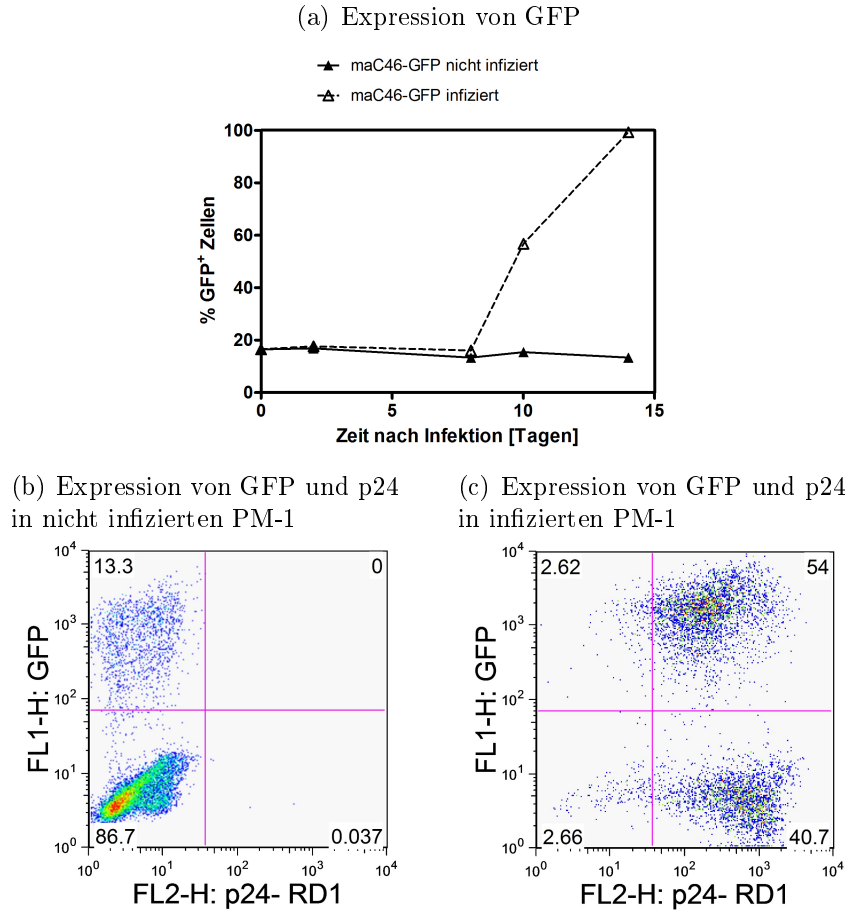 (a) Expression von GFP
maC46-GFP nicht infiziert
maC46-GFP infiziert
100
80
60
40
20
0
% GFP⁺ Zellen
0 5 10 15
Zeit nach Infektion [Tagen]
(b) Expression von GFP und p24
in nicht infizierten PM-1
10⁴
10³
10²
10¹
10⁰
FL1-H: GFP
13.3 0
86.7 0.037
10⁰ 10¹ 10² 10³ 10⁴
FL2-H: p24- RD1
(c) Expression von GFP und p24
in infizierten PM-1
10⁴
10³
10²
10¹
10⁰
FL1-H: GFP
2.62 54
2.66 40.7
10⁰ 10¹ 10² 10³ 10⁴
FL2-H: p24- RD1